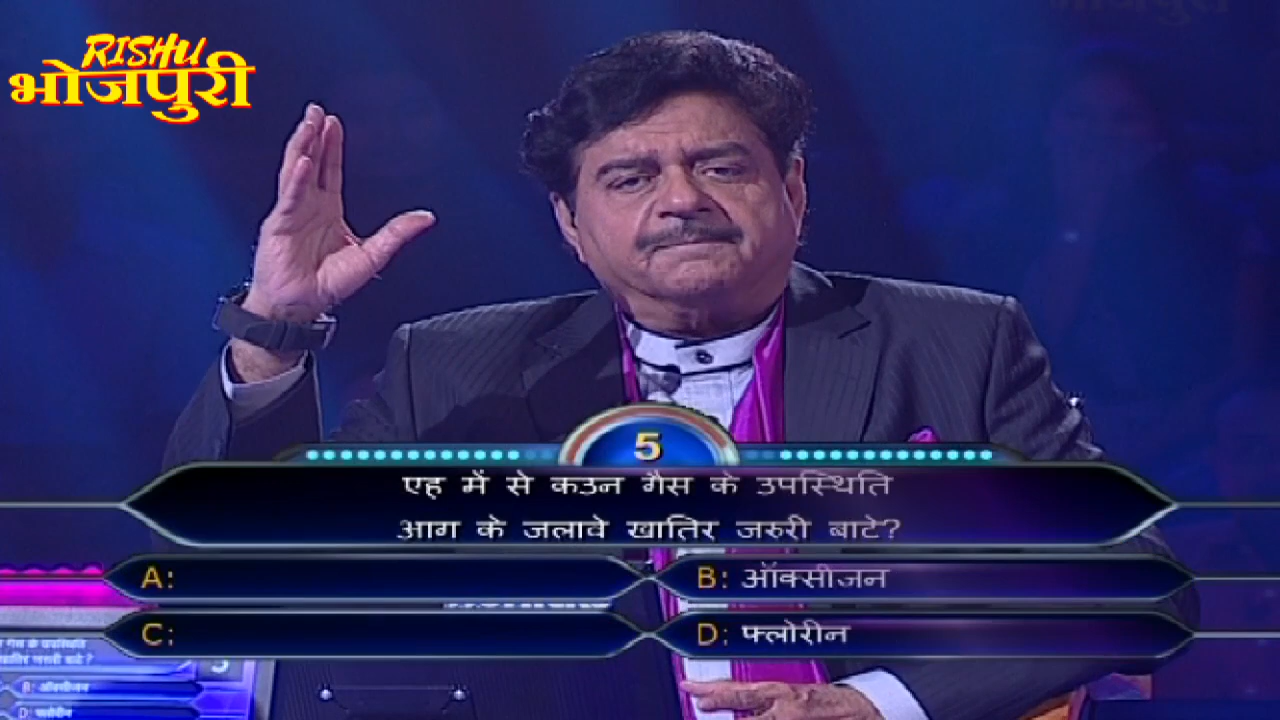 RISHU
भोजपुरी
5
एह में से कउन गैस के उपस्थिति
आग के जलावे खातिर जरुरी बाटे?
A:
B: ऑक्सीजन
C:
D: फ्लोरीन